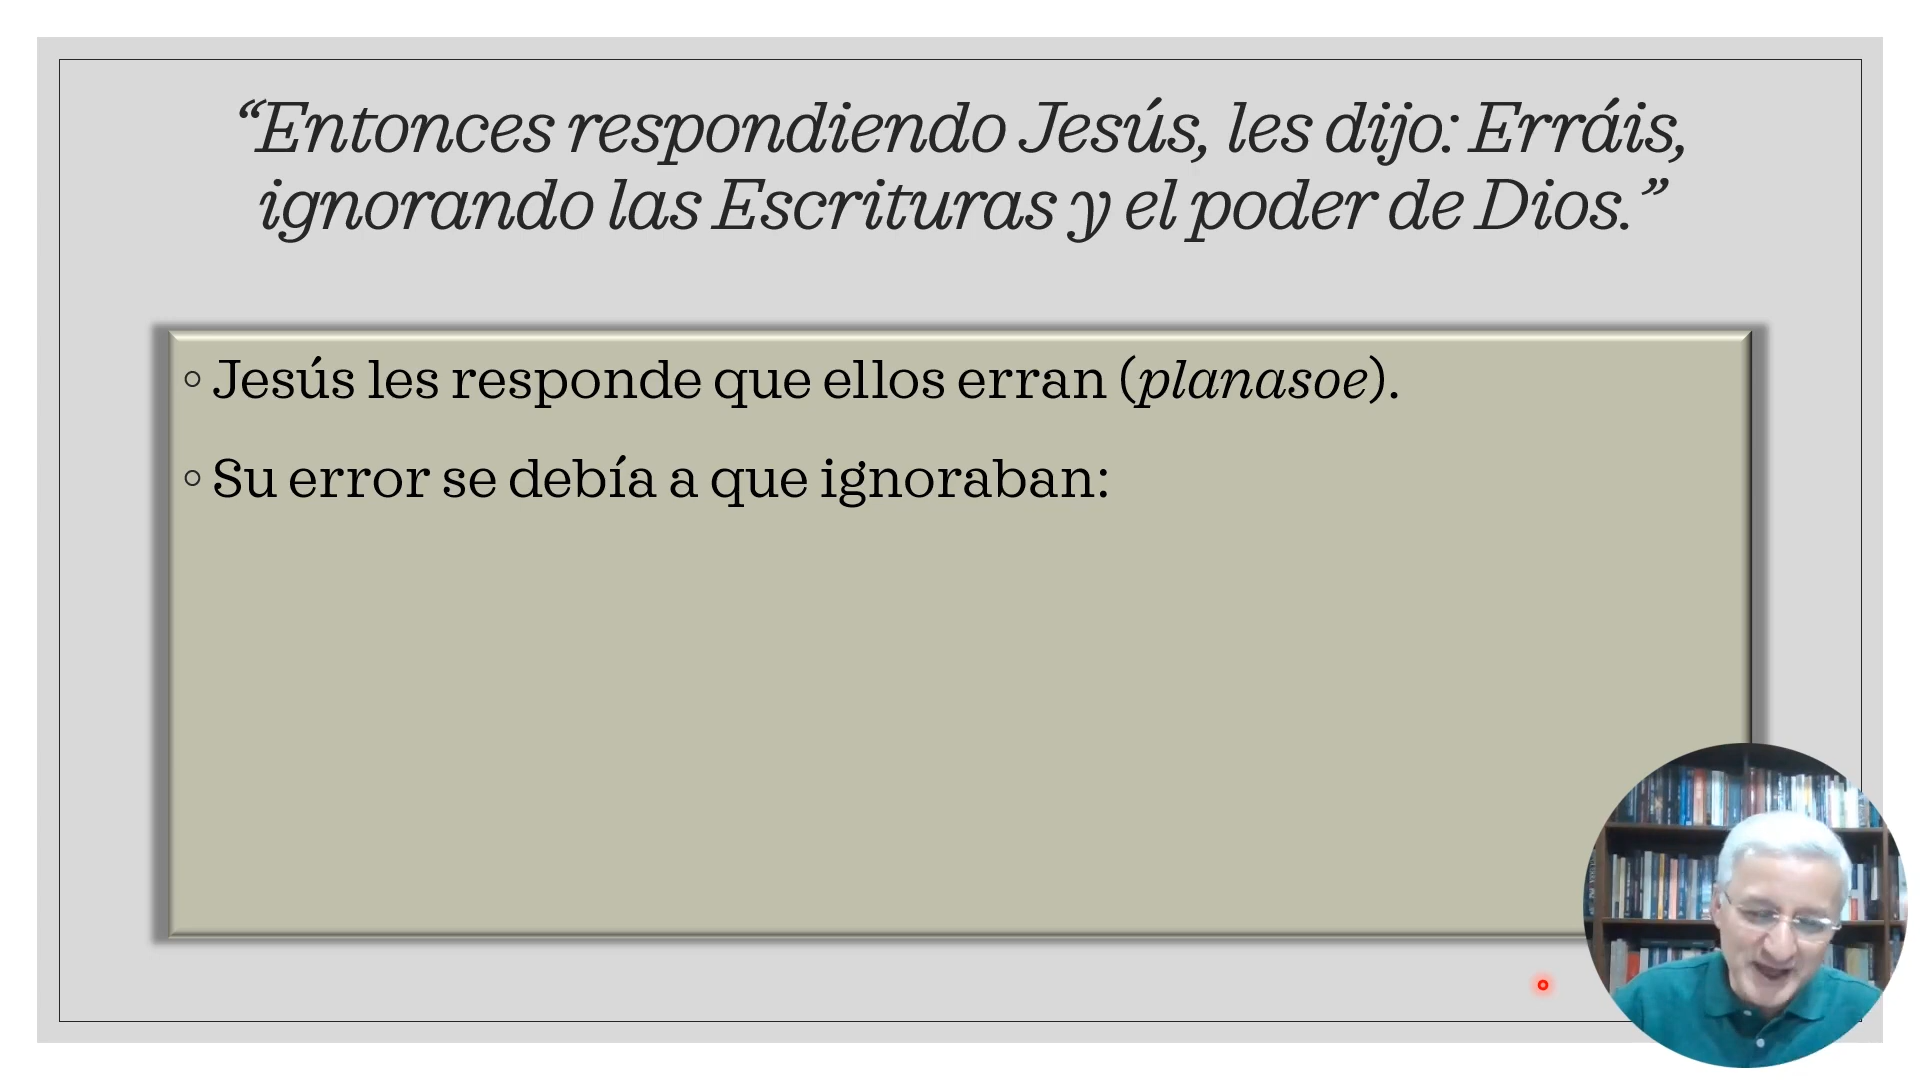 “Entonces respondiendo Jesús, les dijo: Erráis,
ignorando las Escrituras y el poder de Dios.”
◦ Jesús les responde que ellos erran (planasoe).
◦ Su error se debía a que ignoraban: